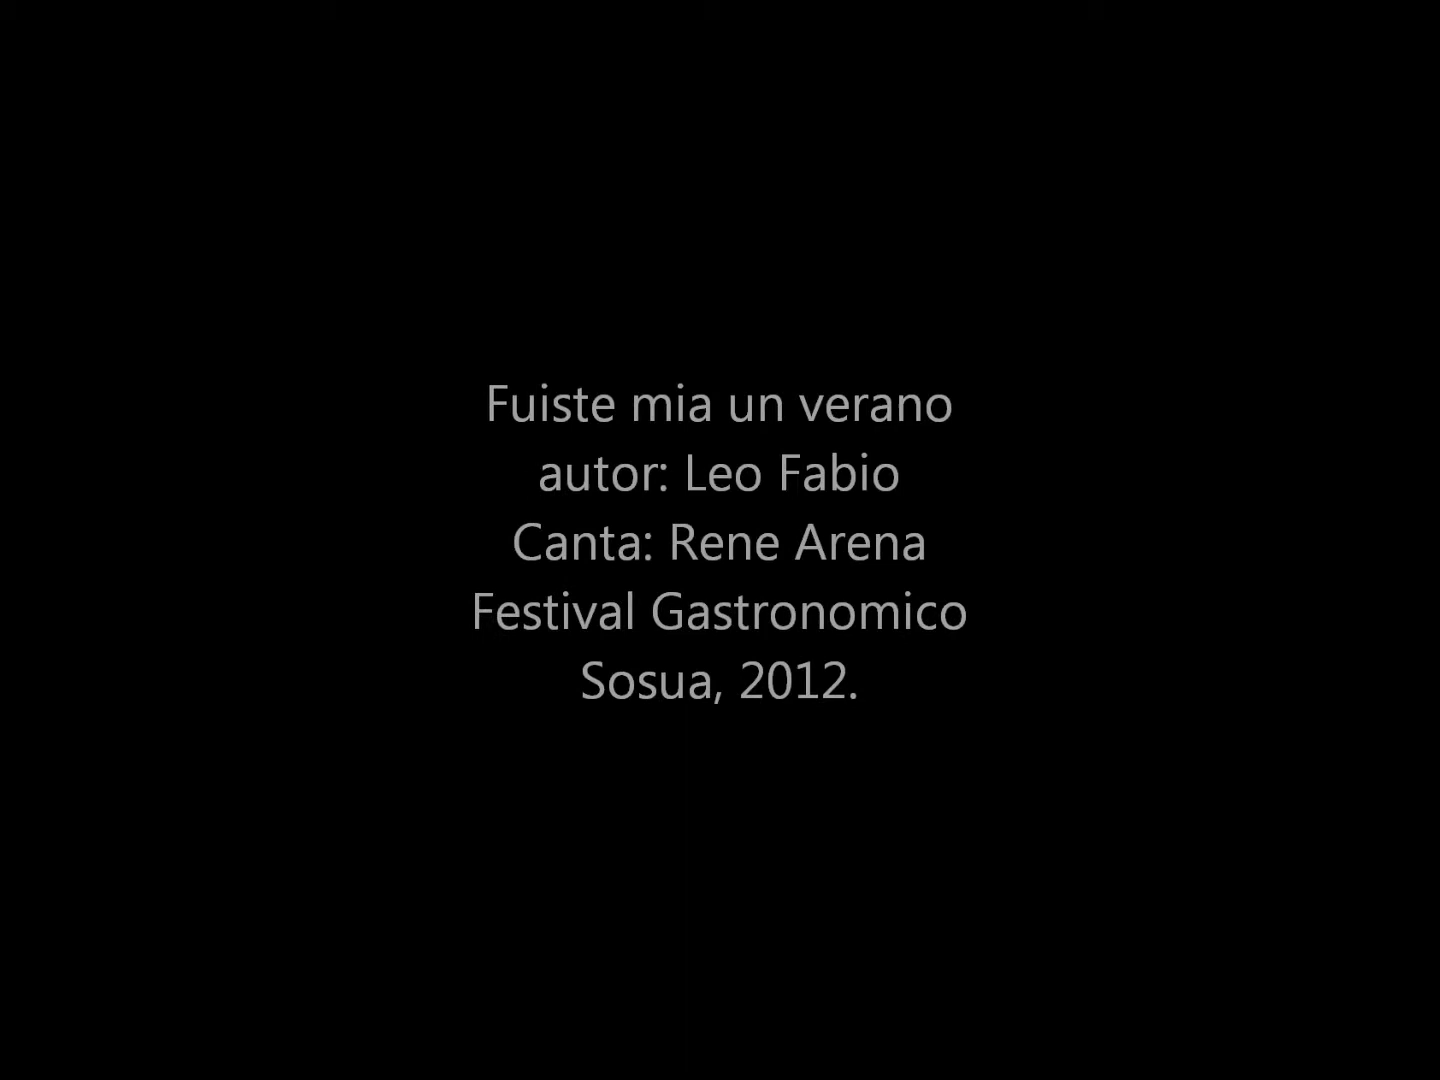 Fuiste mia un verano
autor: Leo Fabio
Canta: Rene Arena
Festival Gastronomico
Sosua, 2012.